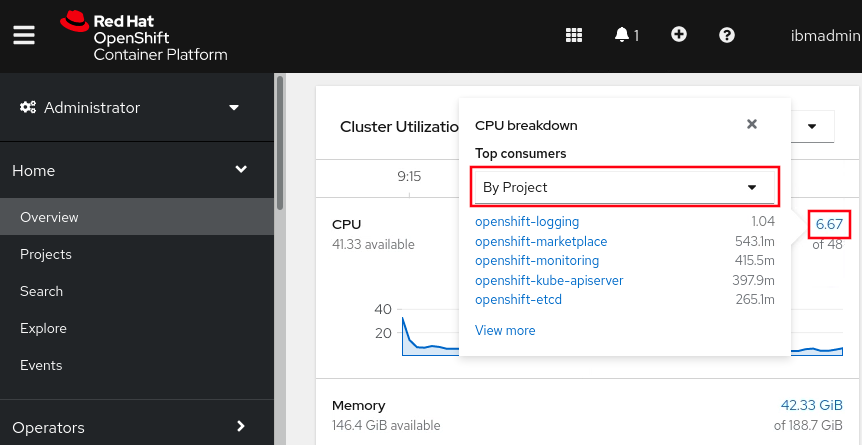 Red Hat
OpenShift
Container Platform
1
ibmadmin
Administrator
Home
Overview
Projects
Search
Explore
Events
Operators
Cluster Utilizatio
9:15
CPU
6.67
41.33 available
of 48
40
20
CPU breakdown
Top consumers
By Project
openshift-logging 1.04
openshift-marketplace 543.1m
openshift-monitoring 415.5m
openshift-kube-apiserver 397.9m
openshift-etcd 265.1m
View more
Memory 42.33 GiB
146.4 GiB available of 188.7 GiB